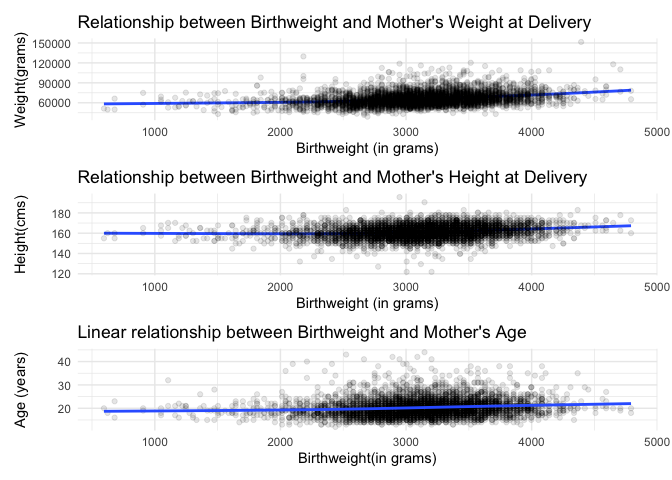 Relationship between Birthweight and Mother's Weight at Delivery
Weight(grams)
150000
120000
90000
60000
1000 2000 3000 4000 5000
Birthweight (in grams)
Relationship between Birthweight and Mother's Height at Delivery
Height(cms)
180
160
140
120
1000 2000 3000 4000 5000
Birthweight (in grams)
Linear relationship between Birthweight and Mother's Age
Age (years)
40
30
20
1000 2000 3000 4000 5000
Birthweight(in grams)